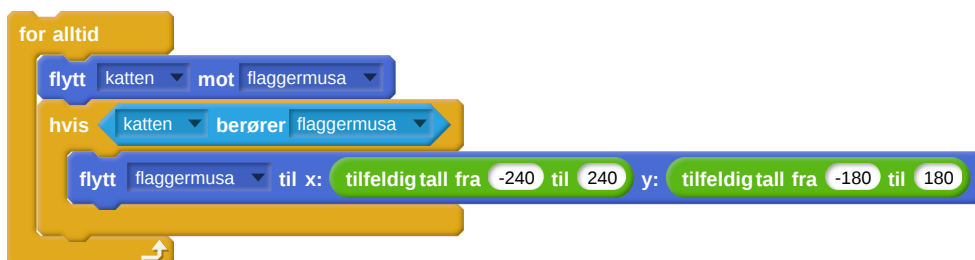 for alltid
flytt katten mot flaggermusa
hvis katten berører flaggermusa
flytt flaggermusa til x: tilfeldig tall fra -240 til 240 y: tilfeldig tall fra -180 til 180